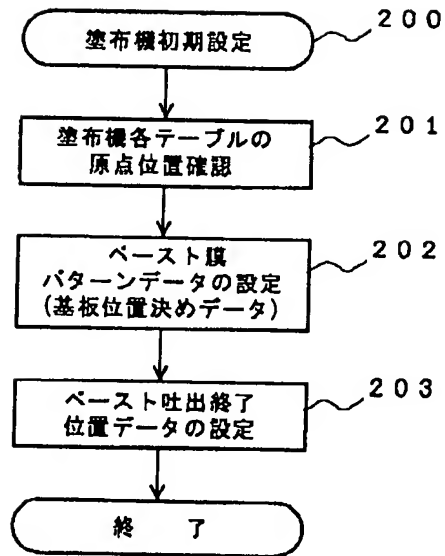 塗布機初期設定
200
塗布機各テーブルの
原点位置確認
201
ペースト膜
パターンデータの設定
(基板位置決めデータ)
202
ペースト吐出終了
位置データの設定
203
終 了